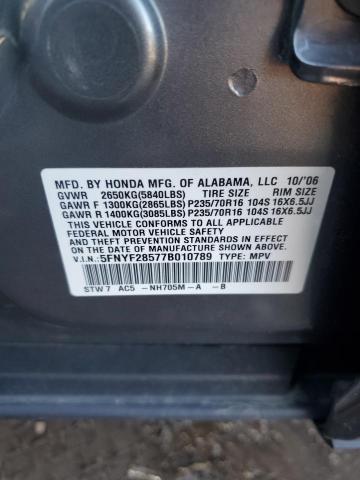 MFD. BY HONDA MFG. OF ALABAMA, LLC 10/'06
GVWR 2650KG(5840LBS) TIRE SIZE RIM SIZE
GAWR F 1300KG(2865LBS) P235/70R16 104S 16X6.5JJ
GAWR R 1400KG(3085LBS) P235/70R16 104S 16X6.5JJ
THIS VEHICLE CONFORMS TO ALL APPLICABLE
FEDERAL MOTOR VEHICLE SAFETY
STANDARDS IN EFFECT ON THE
DATE OF MANUFACTURE SHOWN ABOVE.
V.I.N.: 5FNYF28577B010789 TYPE: MPV
STW 7 AC5 -NH705M-A -B